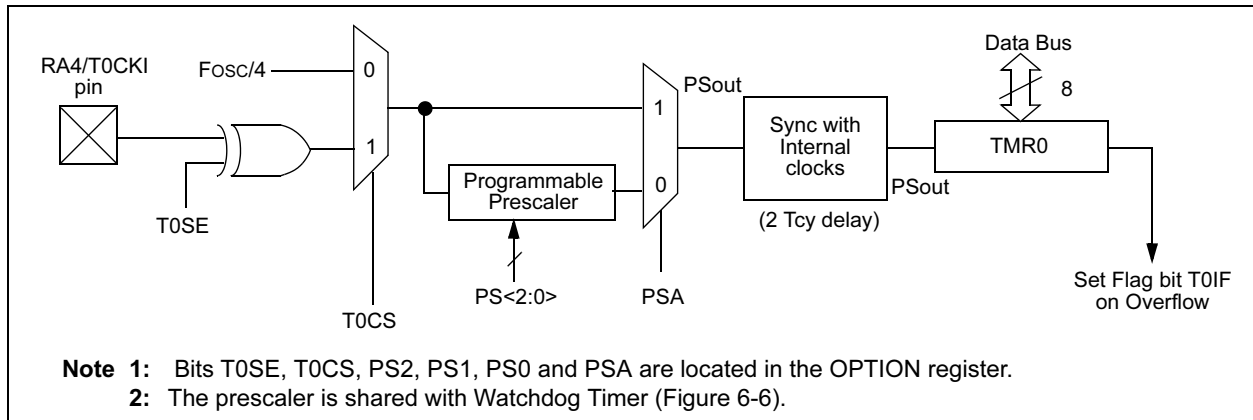 Data Bus
RA4/T0CKI
pin
FOSC/4
0
8
PSout
1
1
Sync with
Internal
clocks
TMR0
Programmable
Prescaler
0
PSout
T0SE
(2 Tcy delay)
PS<2:0>
PSA
Set Flag bit T0IF
on Overflow
T0CS
Note 1: Bits T0SE, T0CS, PS2, PS1, PS0 and PSA are located in the OPTION register.
2: The prescaler is shared with Watchdog Timer (Figure 6-6).